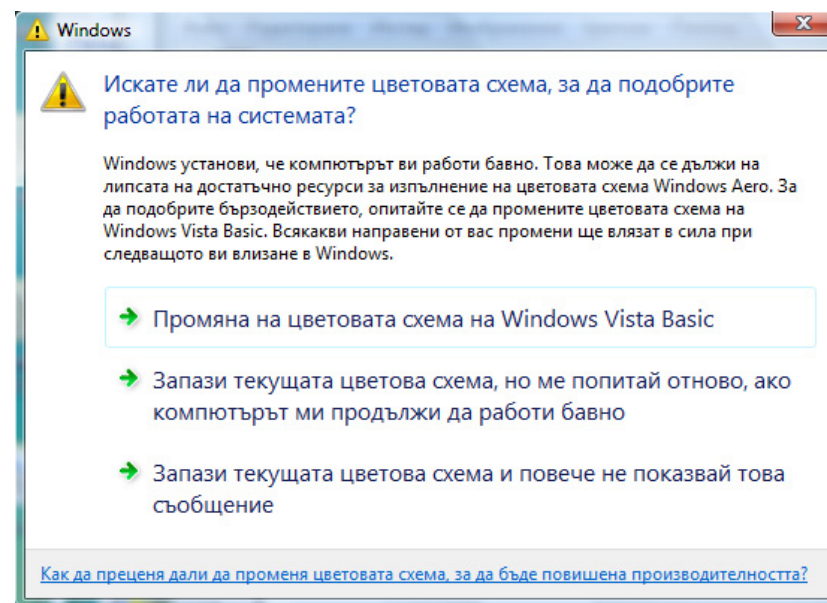 Windows
Искате ли да промените цветовата схема, за да подобрите
работата на системата?
Windows установи, че компютърът ви работи бавно. Това може да се дължи на
липсата на достатъчно ресурси за изпълнение на цветовата схема Windows Aero. За
да подобрите бързодействието, опитайте се да промените цветовата схема на
Windows Vista Basic. Всякакви направени от вас промени ще влязат в сила при
следващото ви влизане в Windows.
Промяна на цветовата схема на Windows Vista Basic
Запази текущата цветова схема, но ме попитай отново, ако
компютърът ми продължи да работи бавно
Запази текущата цветова схема и повече не показвай това
съобщение
Как да преценя дали да променя цветовата схема, за да бъде повишена производителността?